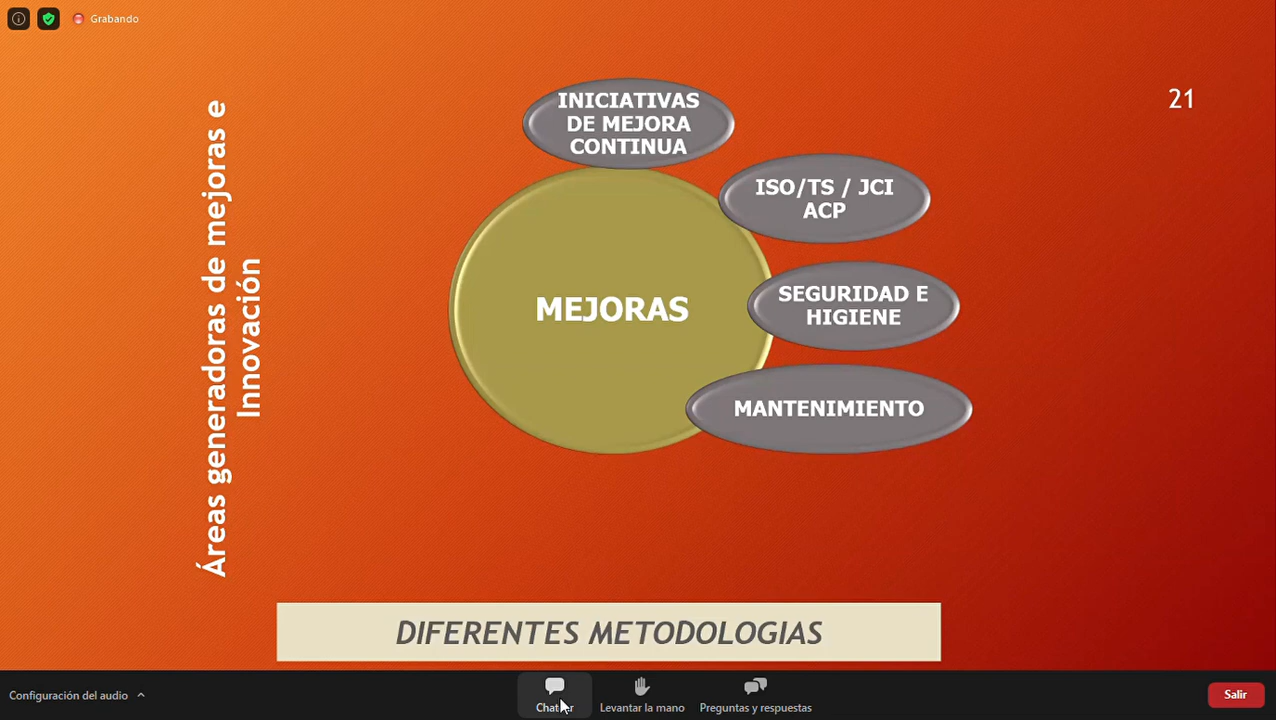 Grabando
21
Áreas generadoras de mejoras e
Innovación
INICIATIVAS
DE MEJORA
CONTINUA
ISO/TS / JCI
ACP
SEGURIDAD E
HIGIENE
MANTENIMIENTO
MEJORAS
DIFERENTES METODOLOGIAS
Configuración del audio
Levantar la mano
Preguntas y respuestas
Salir